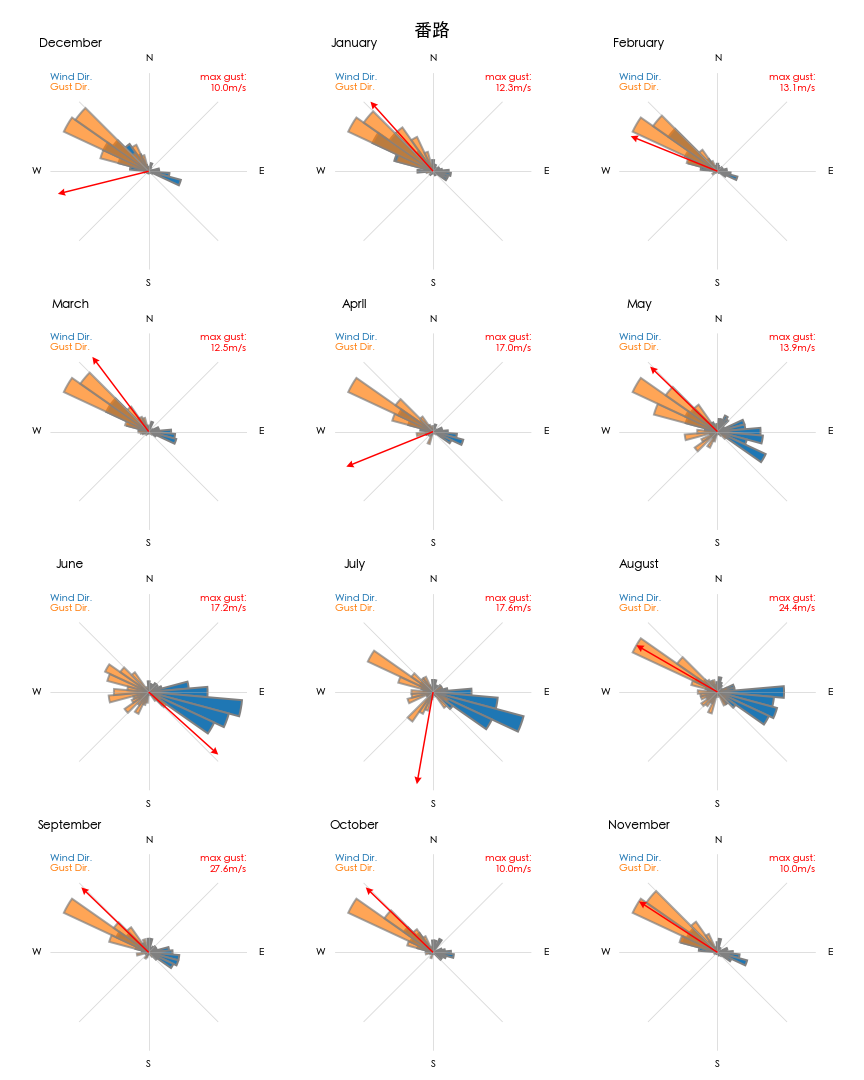 番路
December
January
February
N
N
N
Wind Dir.
Gust Dir.
max gust:
10.0m/s
Wind Dir.
Gust Dir.
max gust:
12.3m/s
Wind Dir.
Gust Dir.
max gust:
13.1m/s
W
E
W
E
W
E
S
S
S
March
April
May
N
N
N
Wind Dir.
Gust Dir.
max gust:
12.5m/s
Wind Dir.
Gust Dir.
max gust:
17.0m/s
Wind Dir.
Gust Dir.
max gust:
13.9m/s
W
E
W
E
W
E
S
S
S
June
July
August
N
N
N
Wind Dir.
Gust Dir.
max gust:
17.2m/s
Wind Dir.
Gust Dir.
max gust:
17.6m/s
Wind Dir.
Gust Dir.
max gust:
24.4m/s
W
E
W
E
W
E
S
S
S
September
October
November
N
N
N
Wind Dir.
Gust Dir.
max gust:
27.6m/s
Wind Dir.
Gust Dir.
max gust:
10.0m/s
Wind Dir.
Gust Dir.
max gust:
10.0m/s
W
E
W
E
W
E
S
S
S